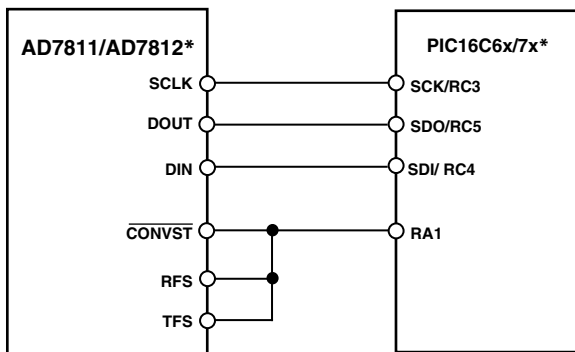 AD7811/AD7812*
PIC16C6x/7x*
SCLK
SCK/RC3
DOUT
SDO/RC5
DIN
SDI/ RC4
CONVST
RA1
RFS
TFS